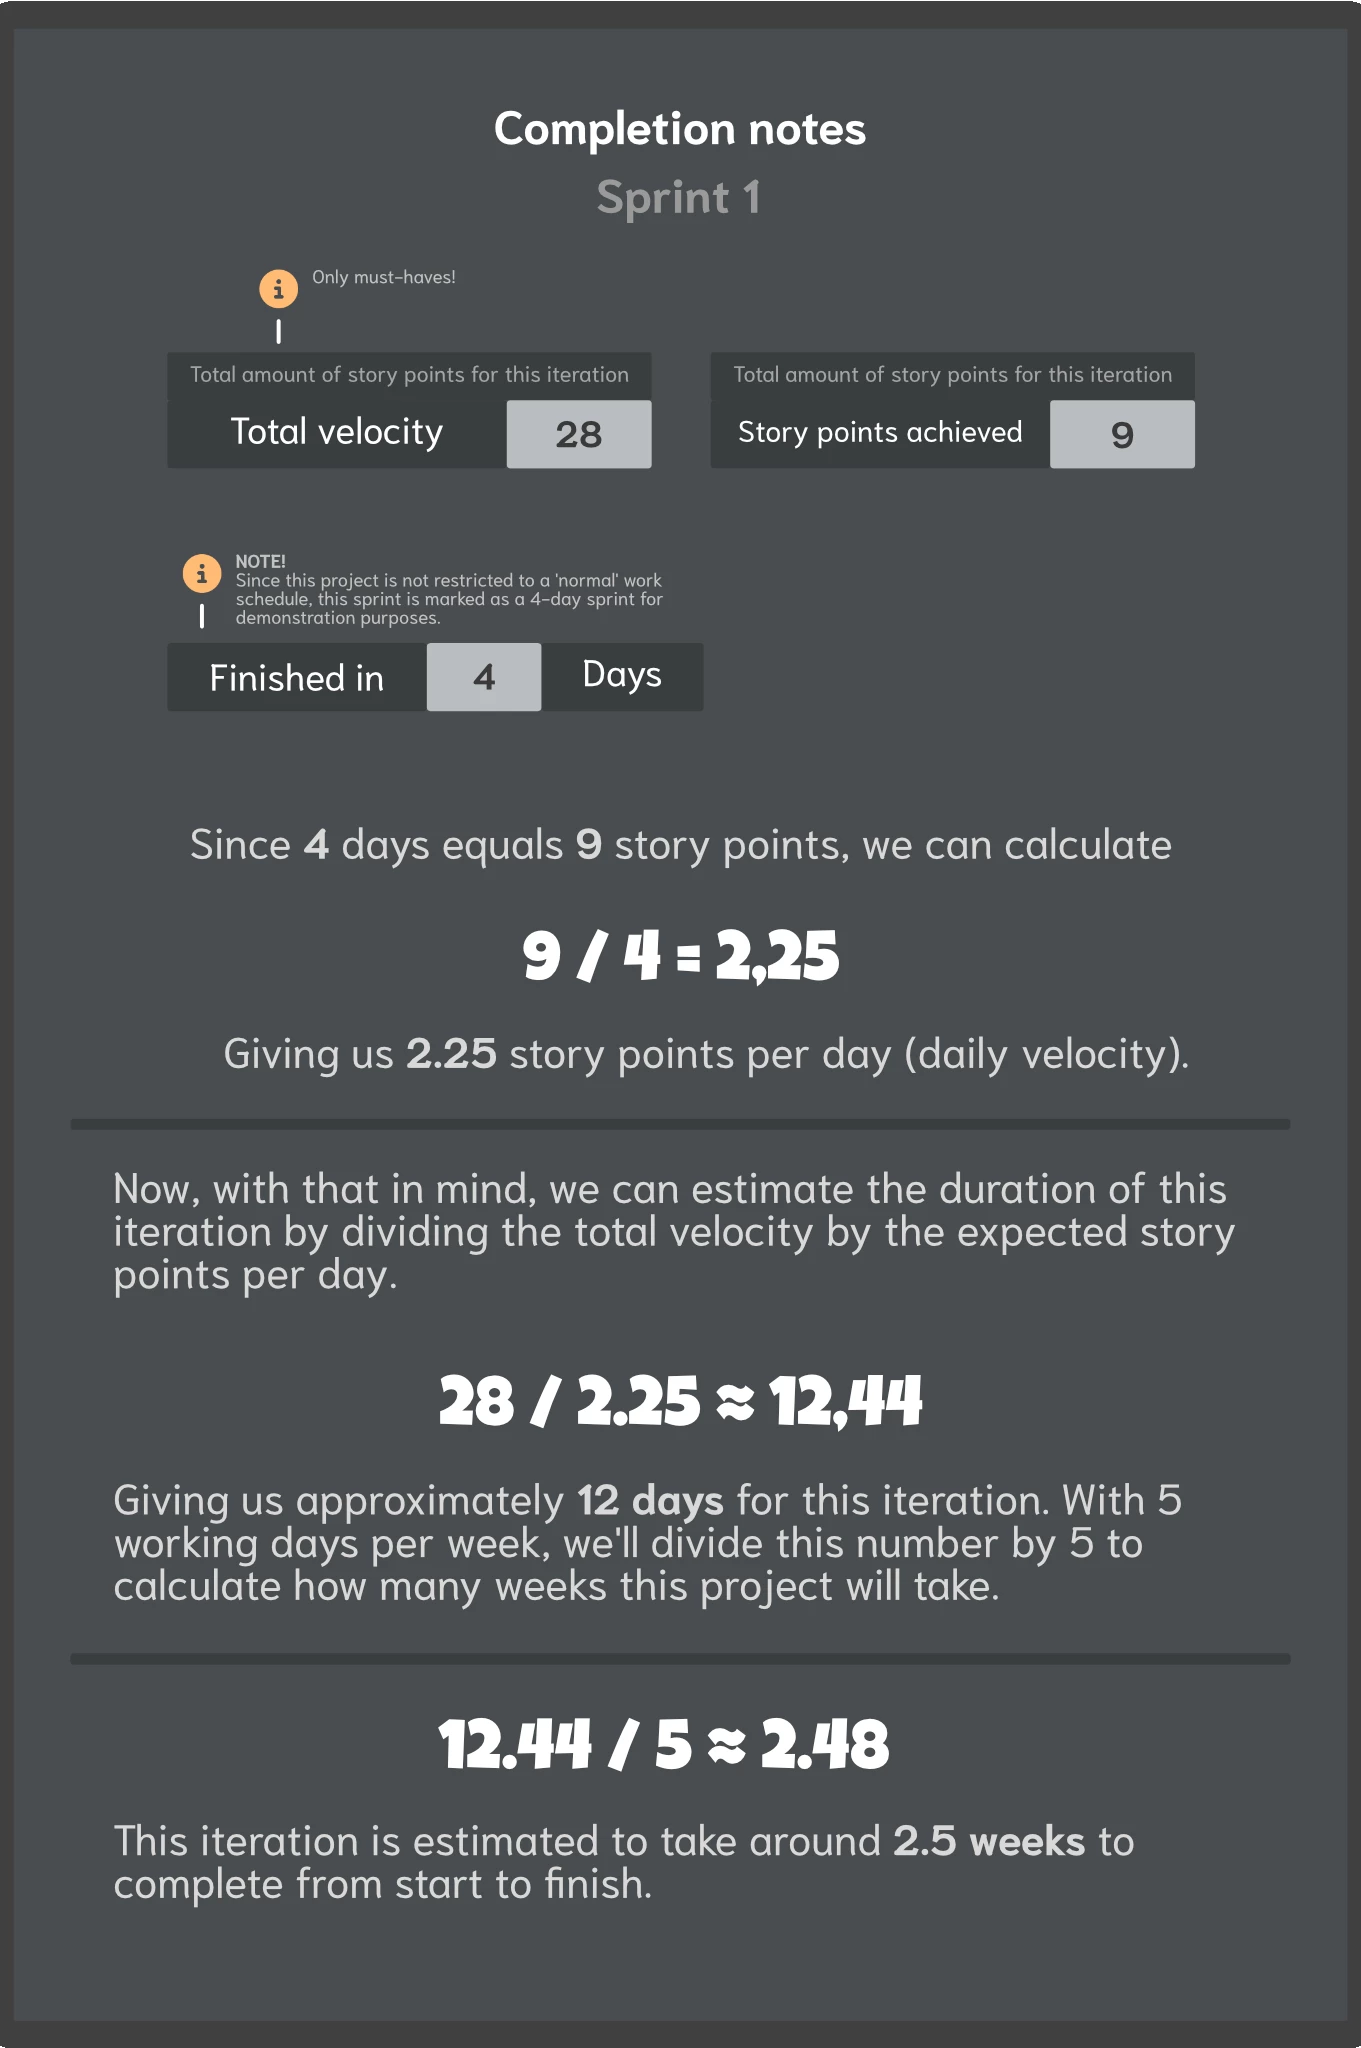 Completion notes
Sprint 1
Only must-haves!
Total amount of story points for this iteration
Total velocity 28
Total amount of story points for this iteration
Story points achieved 9
NOTE!
Since this project is not restricted to a 'normal' work
schedule, this sprint is marked as a 4-day sprint for
demonstration purposes.
Finished in 4 Days
Since 4 days equals 9 story points, we can calculate
9 / 4 = 2,25
Giving us 2.25 story points per day (daily velocity).
Now, with that in mind, we can estimate the duration of this
iteration by dividing the total velocity by the expected story
points per day.
28 / 2.25 ≈ 12,44
Giving us approximately 12 days for this iteration. With 5
working days per week, we'll divide this number by 5 to
calculate how many weeks this project will take.
12.44 / 5 ≈ 2.48
This iteration is estimated to take around 2.5 weeks to
complete from start to finish.